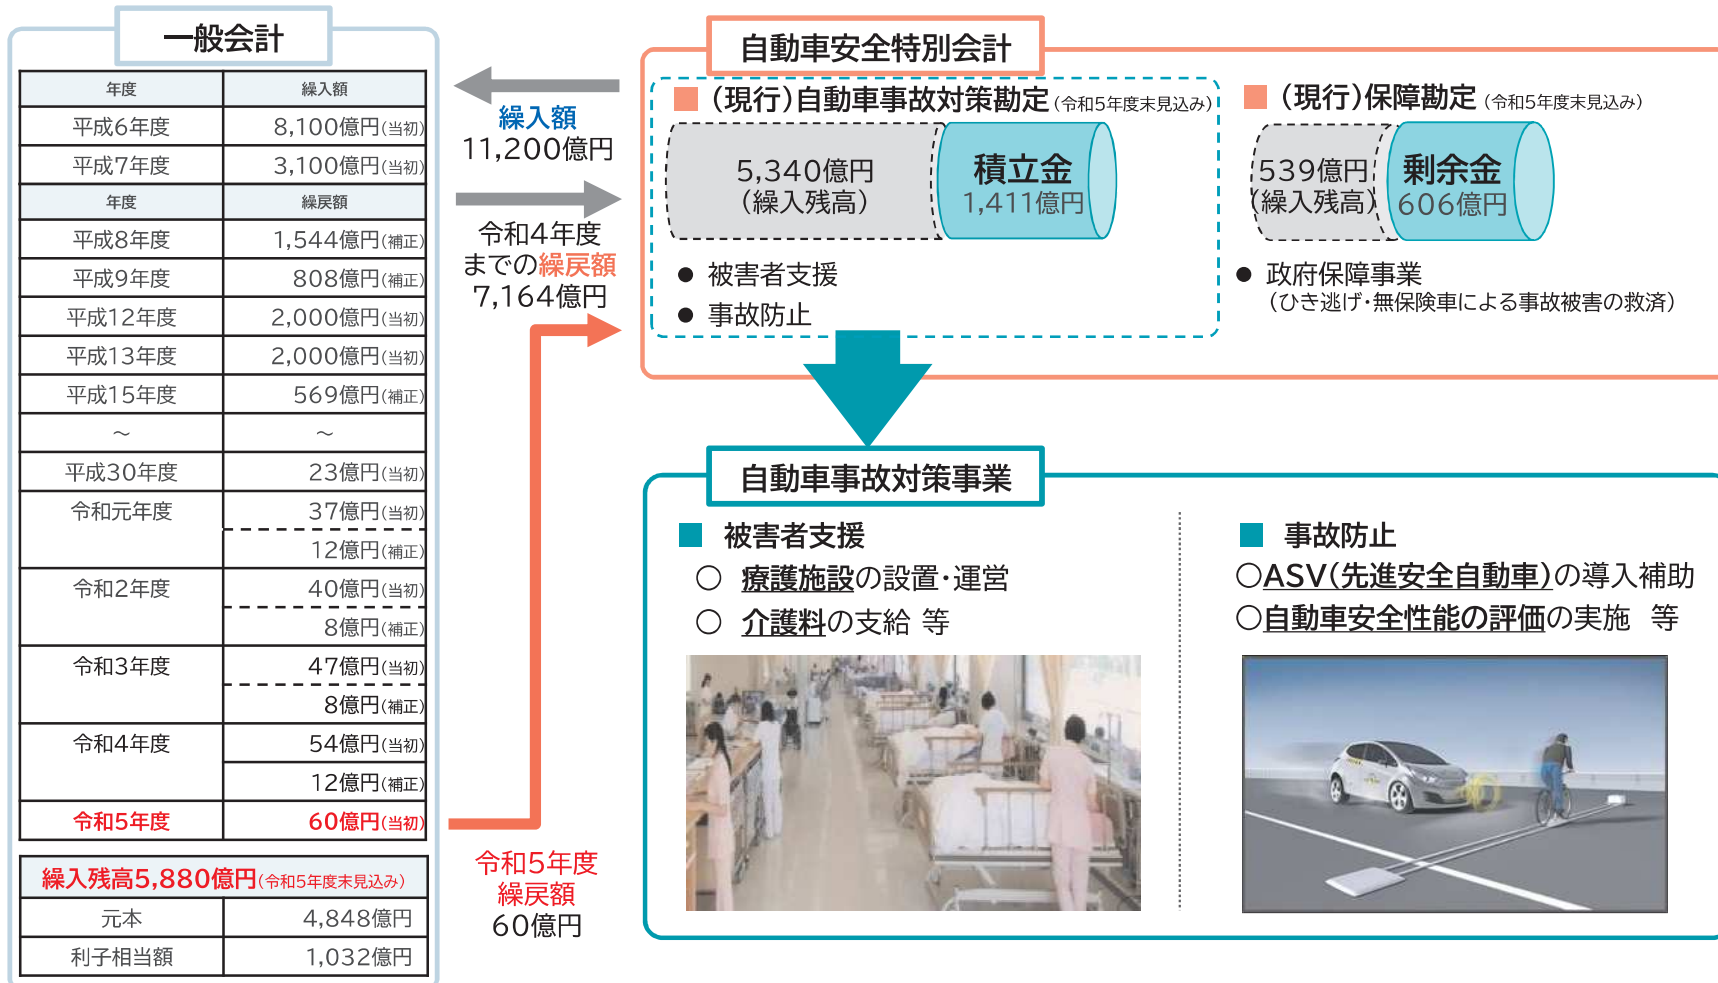 一般会計
年度 繰入額
平成6年度 8,100億円(当初)
平成7年度 3,100億円(当初)
年度 繰戻額
平成8年度 1,544億円(補正)
平成9年度 808億円(補正)
平成12年度 2,000億円(当初)
平成13年度 2,000億円(当初)
平成15年度 569億円(補正)
～ ～
平成30年度 23億円(当初)
令和元年度 37億円(当初)
12億円(補正)
令和2年度 40億円(当初)
8億円(補正)
令和3年度 47億円(当初)
8億円(補正)
令和4年度 54億円(当初)
12億円(補正)
令和5年度 60億円(当初)
繰入残高5,880億円(令和5年度末見込み)
元本 4,848億円
利子相当額 1,032億円
繰入額
11,200億円
令和4年度
までの繰戻額
7,164億円
令和5年度
繰戻額
60億円
自動車安全特別会計
■（現行）自動車事故対策勘定(令和5年度末見込み)
5,340億円
（繰入残高）
積立金
1,411億円
● 被害者支援
● 事故防止
■（現行）保障勘定(令和5年度末見込み)
539億円
（繰入残高）
剰余金
606億円
● 政府保障事業
（ひき逃げ・無保険車による事故被害の救済）
自動車事故対策事業
■ 被害者支援
○ 療護施設の設置・運営
○ 介護料の支給 等
■ 事故防止
○ASV（先進安全自動車）の導入補助
○自動車安全性能の評価の実施 等